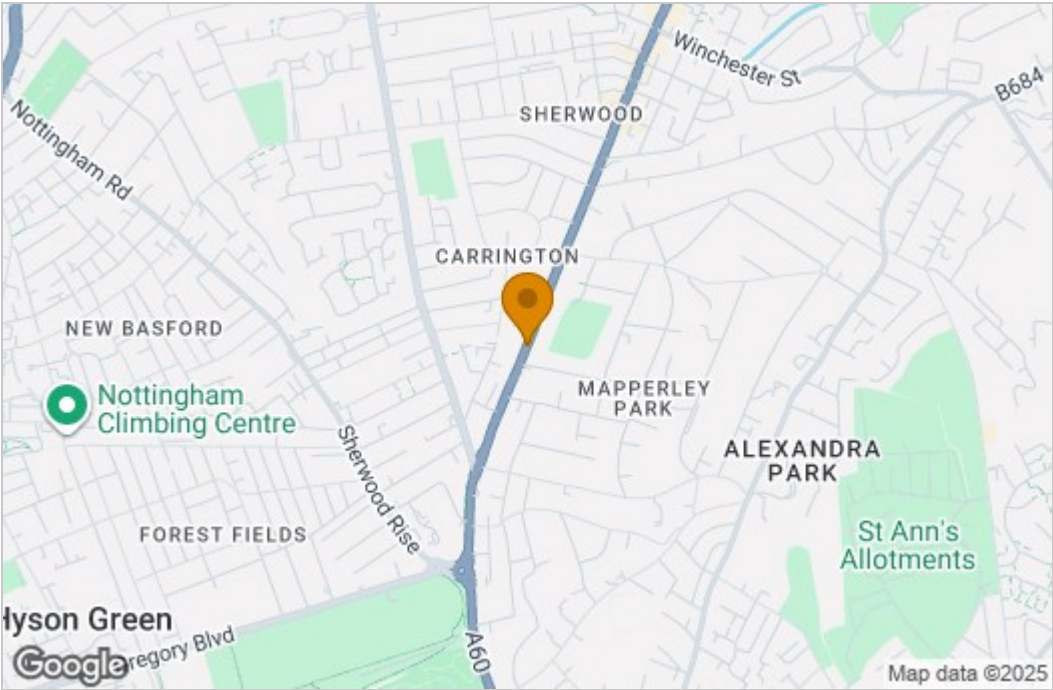 Winchester St
B684
SHERWOOD
Nottingham Rd
CARRINGTON
NEW BASFORD
Nottingham
Climbing Centre
MAPPERLEY
PARK
ALEXANDRA
PARK
Sherwood Rise
FOREST FIELDS
St Ann's
Allotments
Hyson Green
Gregory Blvd
A60
Google
Map data ©2025